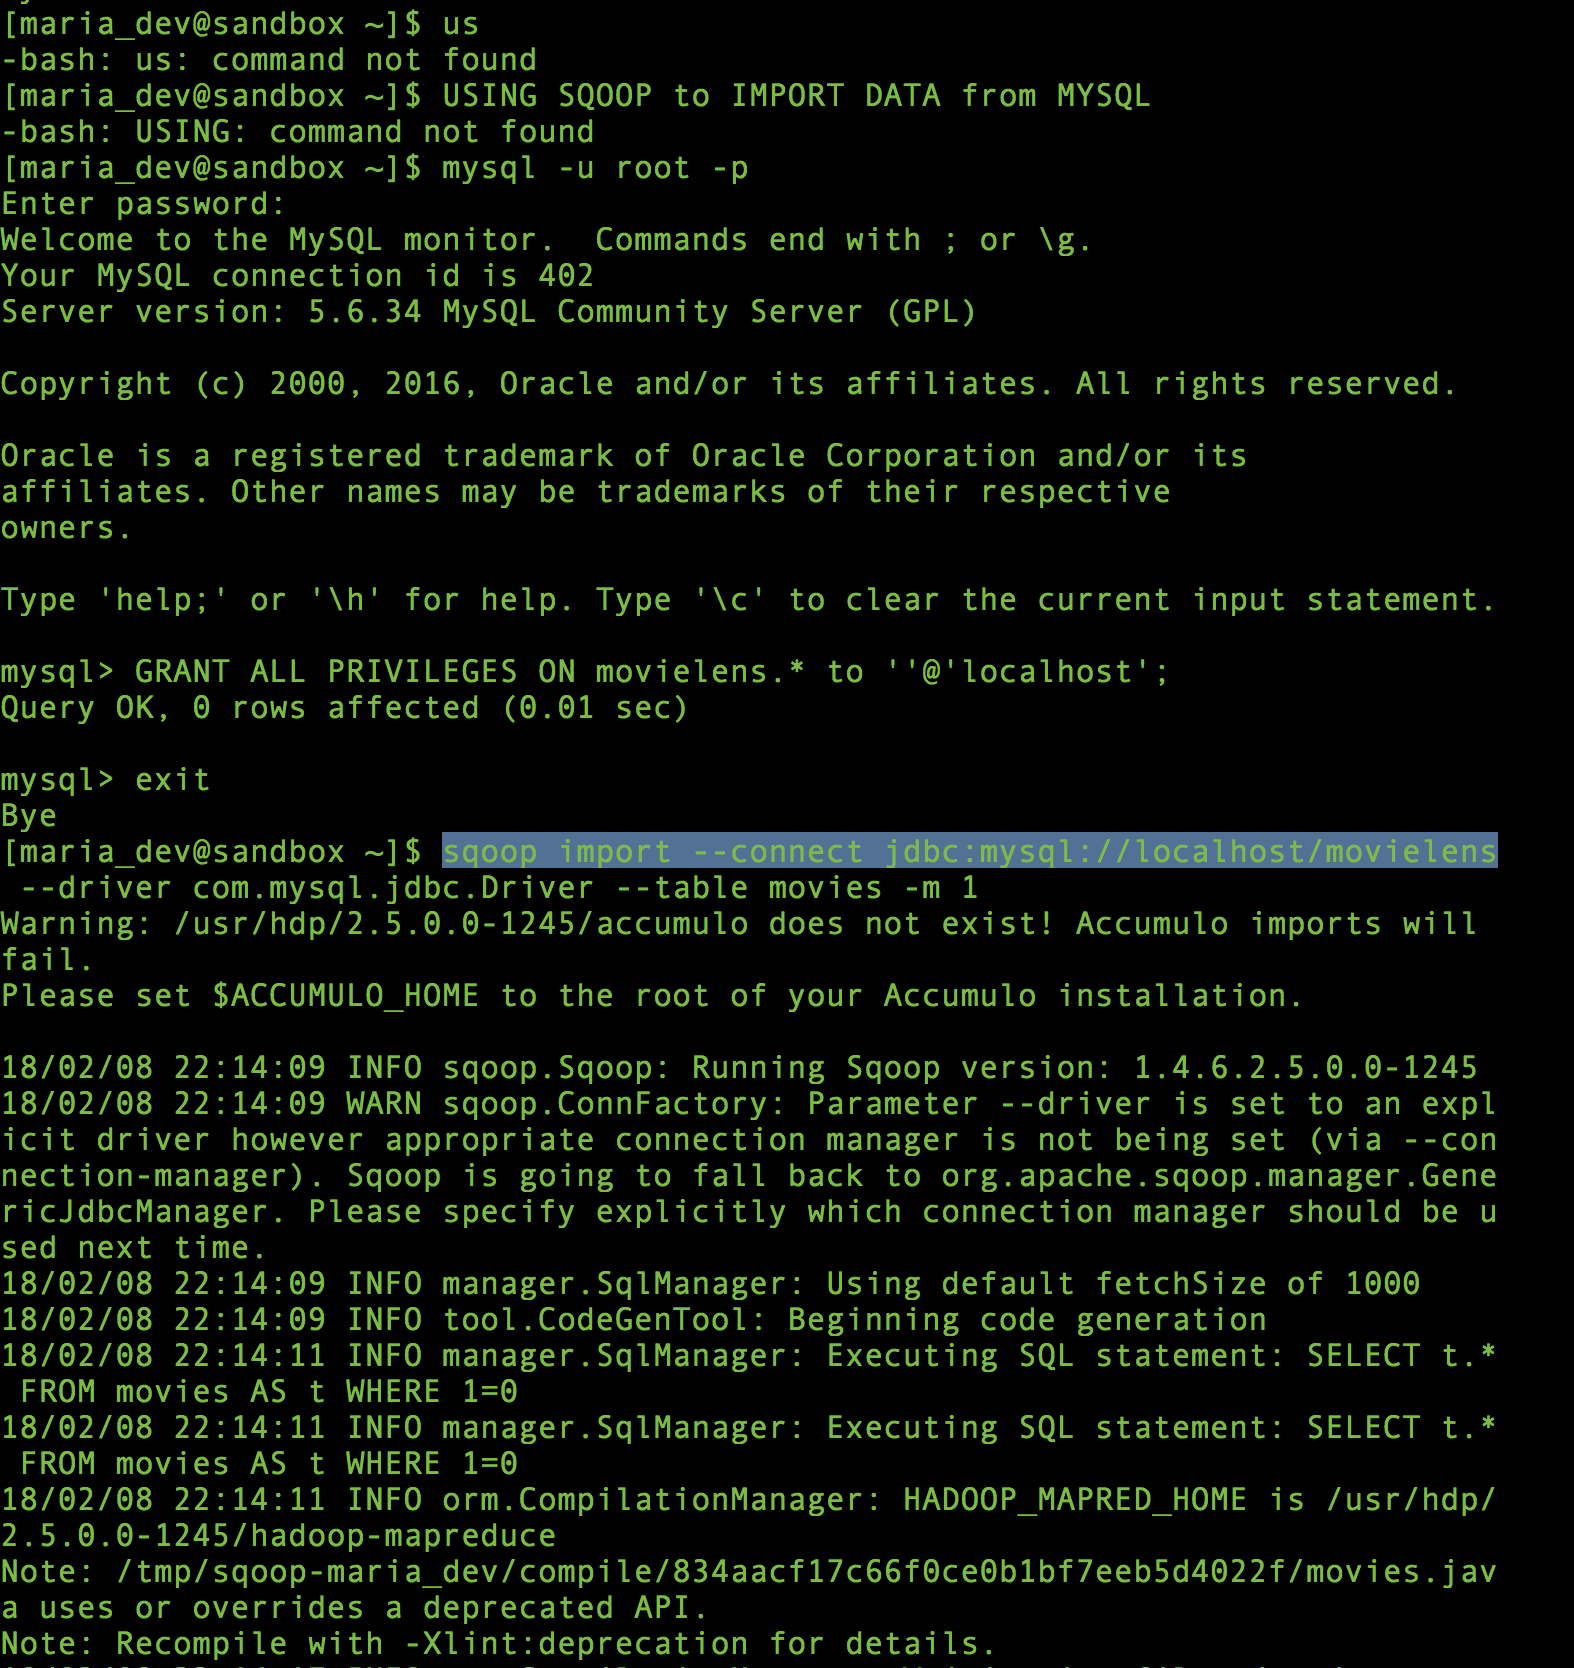 [maria_dev@sandbox ~]$ us
-bash: us: command not found
[maria_dev@sandbox ~]$ USING SQOOP to IMPORT DATA from MYSQL
-bash: USING: command not found
[maria_dev@sandbox ~]$ mysql -u root -p
Enter password:
Welcome to the MySQL monitor.  Commands end with ; or \g.
Your MySQL connection id is 402
Server version: 5.6.34 MySQL Community Server (GPL)
Copyright (c) 2000, 2016, Oracle and/or its affiliates. All rights reserved.
Oracle is a registered trademark of Oracle Corporation and/or its
affiliates. Other names may be trademarks of their respective
owners.
Type 'help;' or '\h' for help. Type '\c' to clear the current input statement.
mysql> GRANT ALL PRIVILEGES ON movielens.* to ''@'localhost';
Query OK, 0 rows affected (0.01 sec)
mysql> exit
Bye
[maria_dev@sandbox ~]$ sqoop import --connect jdbc:mysql://localhost/movielens
 --driver com.mysql.jdbc.Driver --table movies -m 1
Warning: /usr/hdp/2.5.0.0-1245/accumulo does not exist! Accumulo imports will
fail.
Please set $ACCUMULO_HOME to the root of your Accumulo installation.
18/02/08 22:14:09 INFO sqoop.Sqoop: Running Sqoop version: 1.4.6.2.5.0.0-1245
18/02/08 22:14:09 WARN sqoop.ConnFactory: Parameter --driver is set to an expl
icit driver however appropriate connection manager is not being set (via --con
nection-manager). Sqoop is going to fall back to org.apache.sqoop.manager.Gene
ricJdbcManager. Please specify explicitly which connection manager should be u
sed next time.
18/02/08 22:14:09 INFO manager.SqlManager: Using default fetchSize of 1000
18/02/08 22:14:09 INFO tool.CodeGenTool: Beginning code generation
18/02/08 22:14:11 INFO manager.SqlManager: Executing SQL statement: SELECT t.*
 FROM movies AS t WHERE 1=0
18/02/08 22:14:11 INFO manager.SqlManager: Executing SQL statement: SELECT t.*
 FROM movies AS t WHERE 1=0
18/02/08 22:14:11 INFO orm.CompilationManager: HADOOP_MAPRED_HOME is /usr/hdp/
2.5.0.0-1245/hadoop-mapreduce
Note: /tmp/sqoop-maria_dev/compile/834aacf17c66f0ce0b1bf7eeb5d4022f/movies.jav
a uses or overrides a deprecated API.
Note: Recompile with -Xlint:deprecation for details.